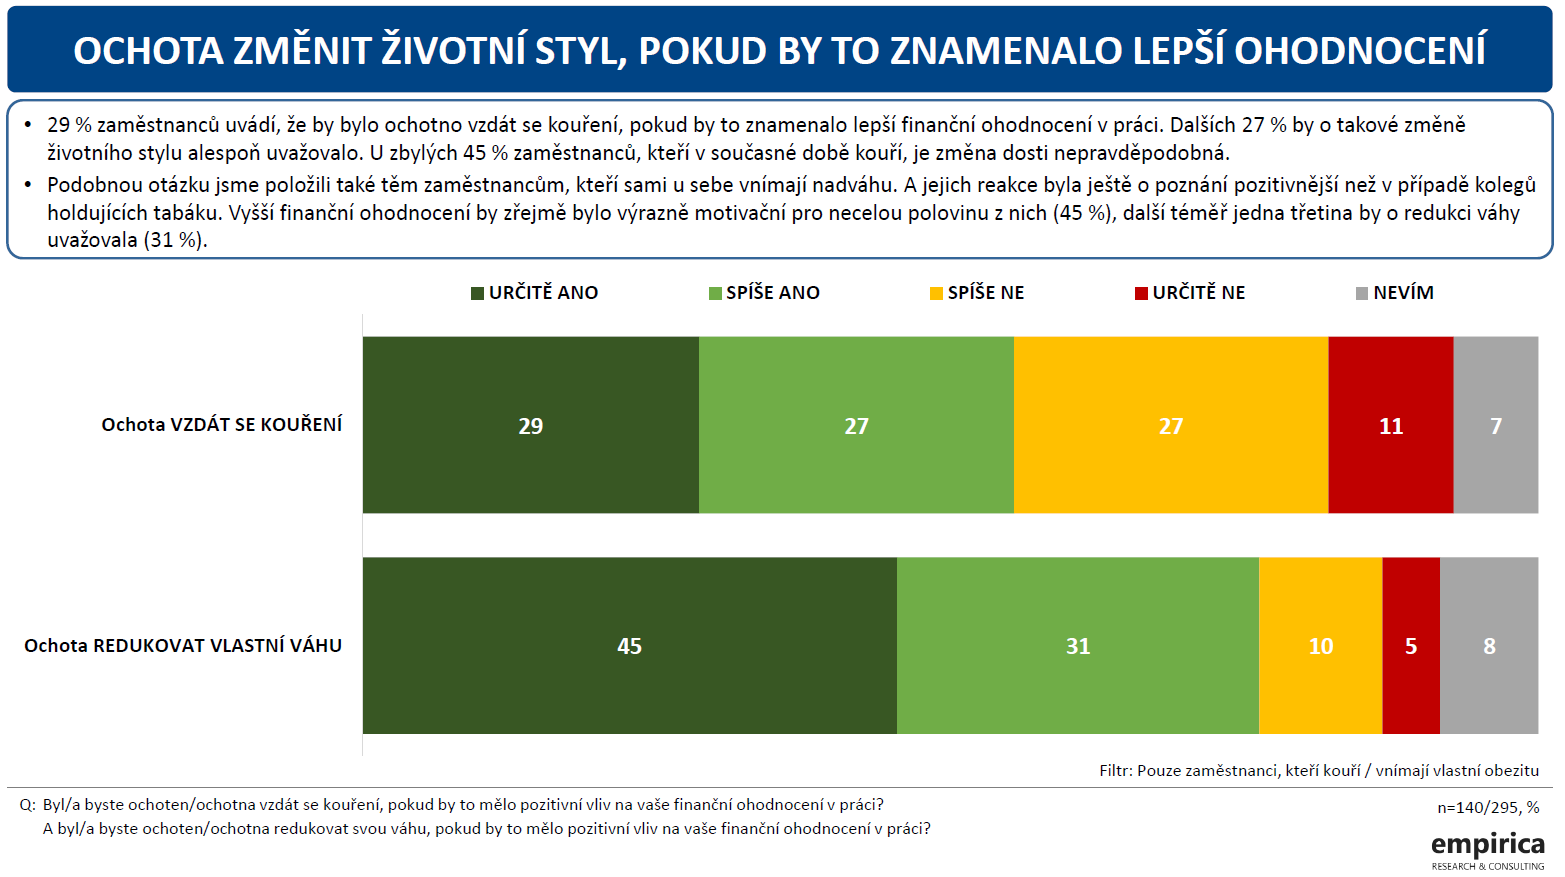 OCHOTA ZMĚNIT ŽIVOTNÍ STYL, POKUD BY TO ZNAMENALO LEPŠÍ OHODNOCENÍ
• 29 % zaměstnanců uvádí, že by bylo ochotno vzdát se kouření, pokud by to znamenalo lepší finanční ohodnocení v práci. Dalších 27 % by o takové změně
životního stylu alespoň uvažovalo. U zbylých 45 % zaměstnanců, kteří v současné době kouří, je změna dosti nepravděpodobná.
• Podobnou otázku jsme položili také těm zaměstnancům, kteří sami u sebe vnímají nadváhu. A jejich reakce byla ještě o poznání pozitivnější než v případě kolegů
holdujících tabáku. Vyšší finanční ohodnocení by zřejmě bylo výrazně motivační pro necelou polovinu z nich (45 %), další téměř jedna třetina by o redukci váhy
uvažovala (31 %).
URČITĚ ANO SPÍŠE ANO SPÍŠE NE URČITĚ NE NEVÍM
Ochota VZDÁT SE KOUŘENÍ 29 27 27 11 7
Ochota REDUKOVAT VLASTNÍ VÁHU 45 31 10 5 8
Filtr: Pouze zaměstnanci, kteří kouří / vnímají vlastní obezitu
Q: Byl/a byste ochoten/ochotna vzdát se kouření, pokud by to mělo pozitivní vliv na vaše finanční ohodnocení v práci?
A byl/a byste ochoten/ochotna redukovat svou váhu, pokud by to mělo pozitivní vliv na vaše finanční ohodnocení v práci?
n=140/295, %
empirica
RESEARCH & CONSULTING